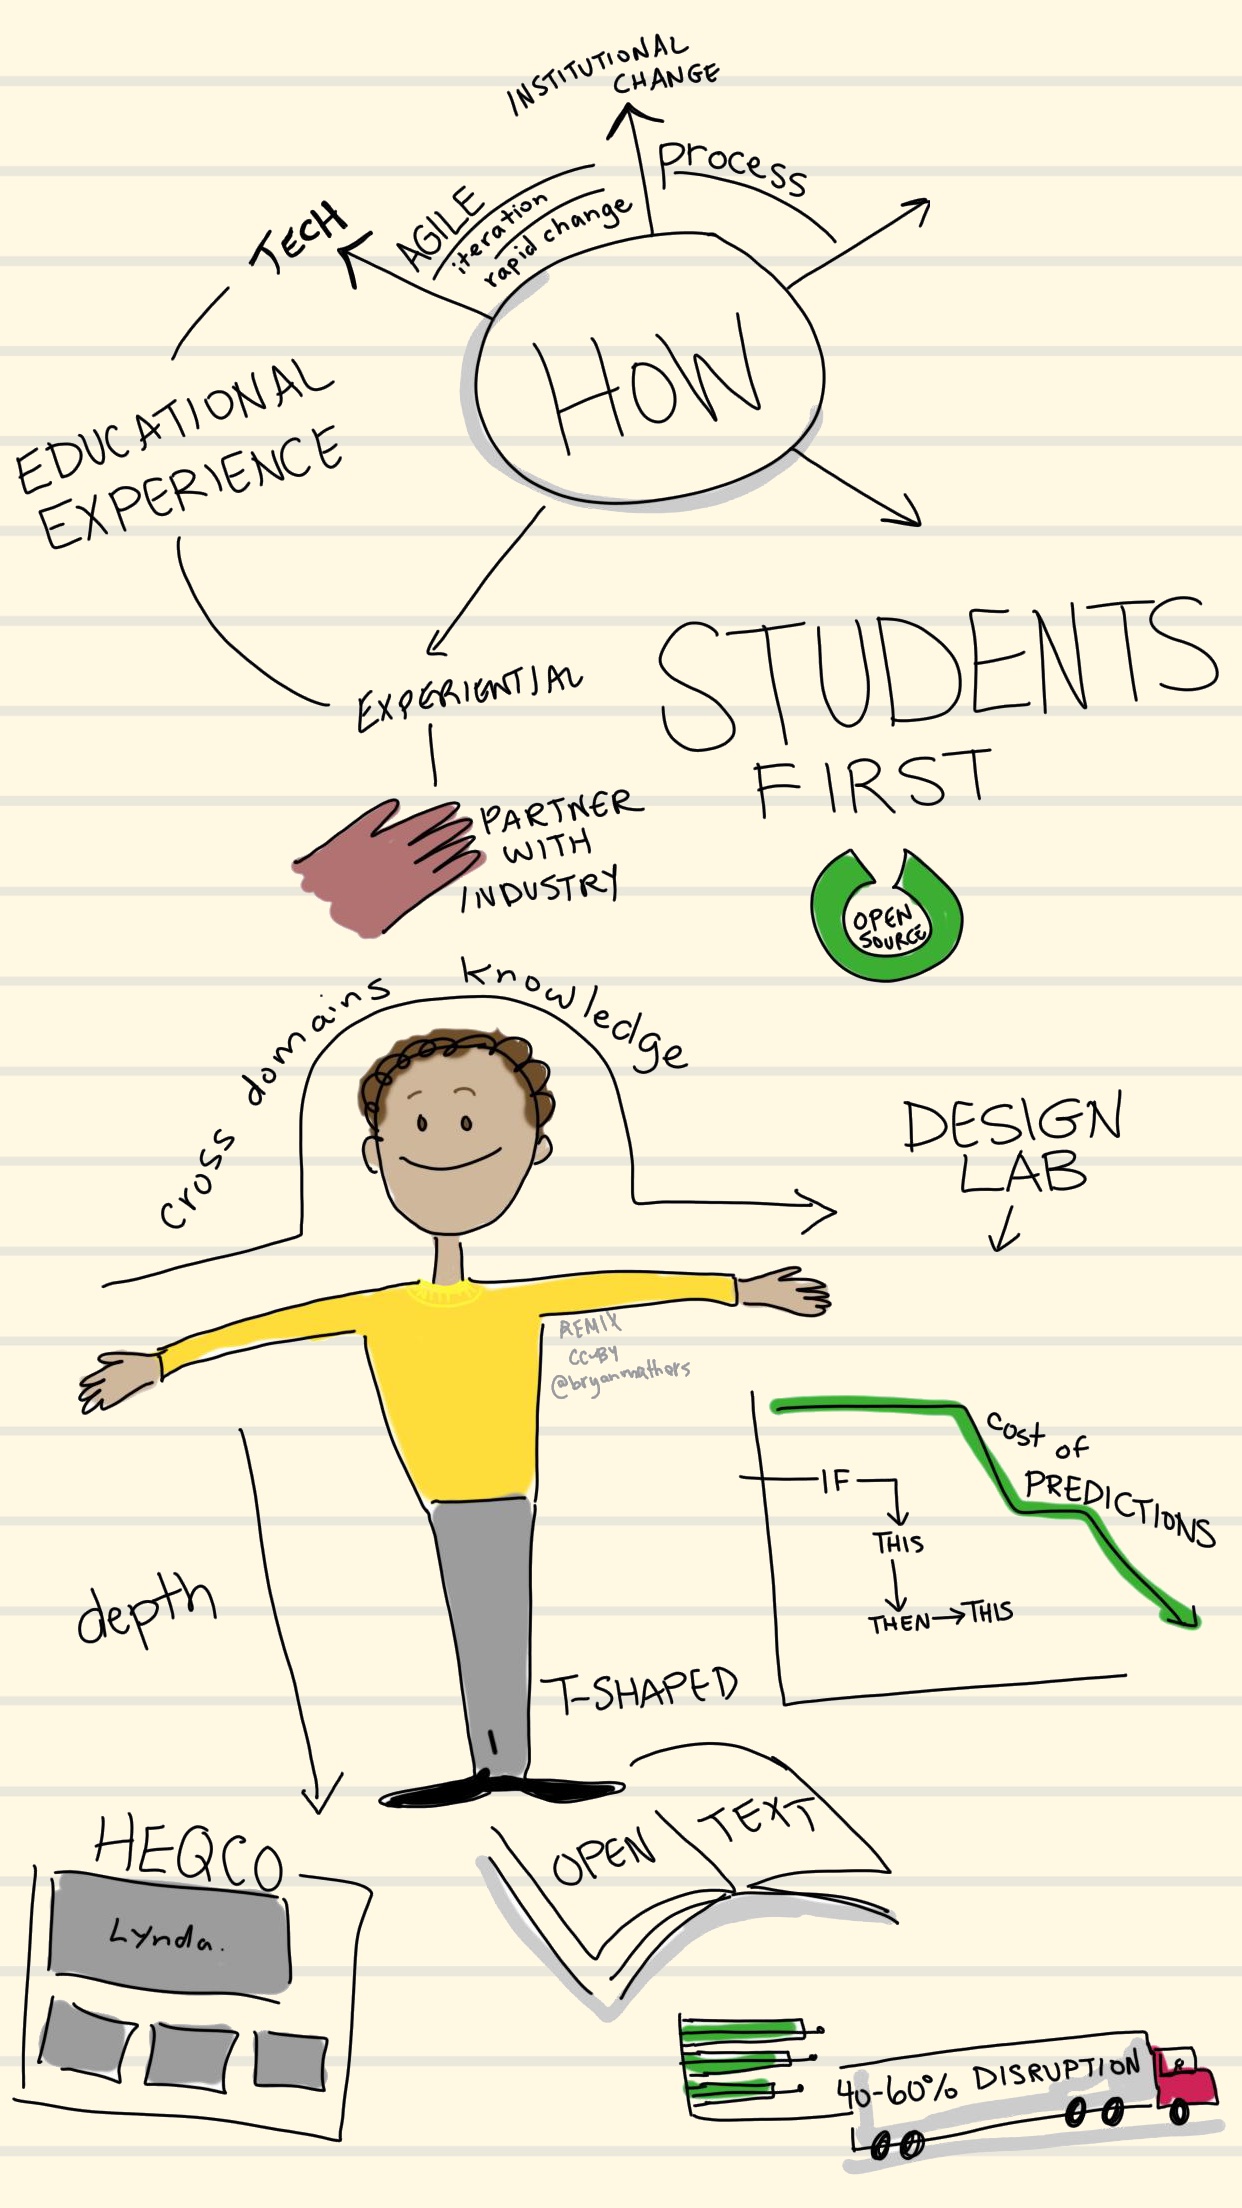 INSTITUTIONAL
CHANGE
Process
AGILE
iteration
rapid change
TECH
HOW
EDUCATIONAL
EXPERIENCE
EXPERIENTIAL
STUDENTS
FIRST
PARTNER
WITH
INDUSTRY
OPEN
SOURCE
cross domains knowledge
DESIGN
LAB
REMIX
CC-BY
@bryanmathers
cost of
PREDICTIONS
IF
THIS
THEN → THIS
depth
T-SHAPED
OPEN TEXT
HEQCO
Lynda.
40-60% DISRUPTION